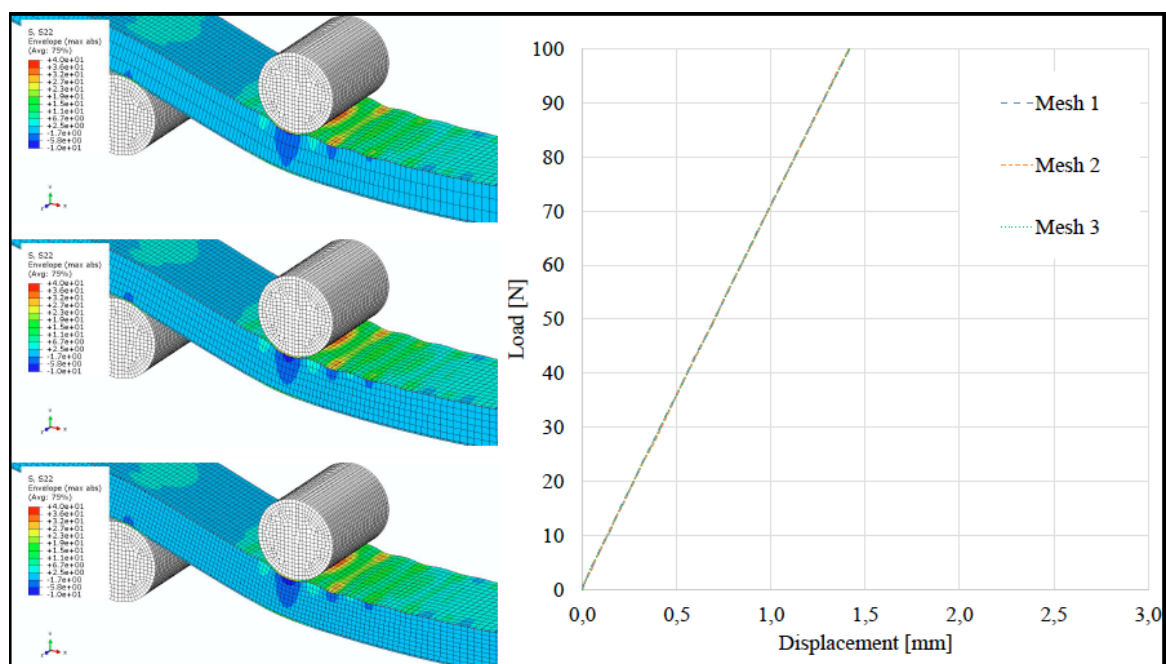 S, S22
Envelope (max abs)
(Avg: 75%)
+4.0e+01
+3.6e+01
+3.2e+01
+2.7e+01
+2.3e+01
+1.9e+01
+1.5e+01
+1.1e+01
+6.7e+00
+2.5e+00
-1.7e+00
-5.8e+00
-1.0e+01
S, S22
Envelope (max abs)
(Avg: 75%)
+4.0e+01
+3.6e+01
+3.2e+01
+2.7e+01
+2.3e+01
+1.9e+01
+1.5e+01
+1.1e+01
+6.7e+00
+2.5e+00
-1.7e+00
-5.8e+00
-1.0e+01
S, S22
Envelope (max abs)
(Avg: 75%)
+4.0e+01
+3.6e+01
+3.2e+01
+2.7e+01
+2.3e+01
+1.9e+01
+1.5e+01
+1.1e+01
+6.7e+00
+2.5e+00
-1.7e+00
-5.8e+00
-1.0e+01
Load [N]
100
90
80
70
60
50
40
30
20
10
0
0,0 0,5 1,0 1,5 2,0 2,5 3,0
Displacement [mm]
Mesh 1
Mesh 2
Mesh 3